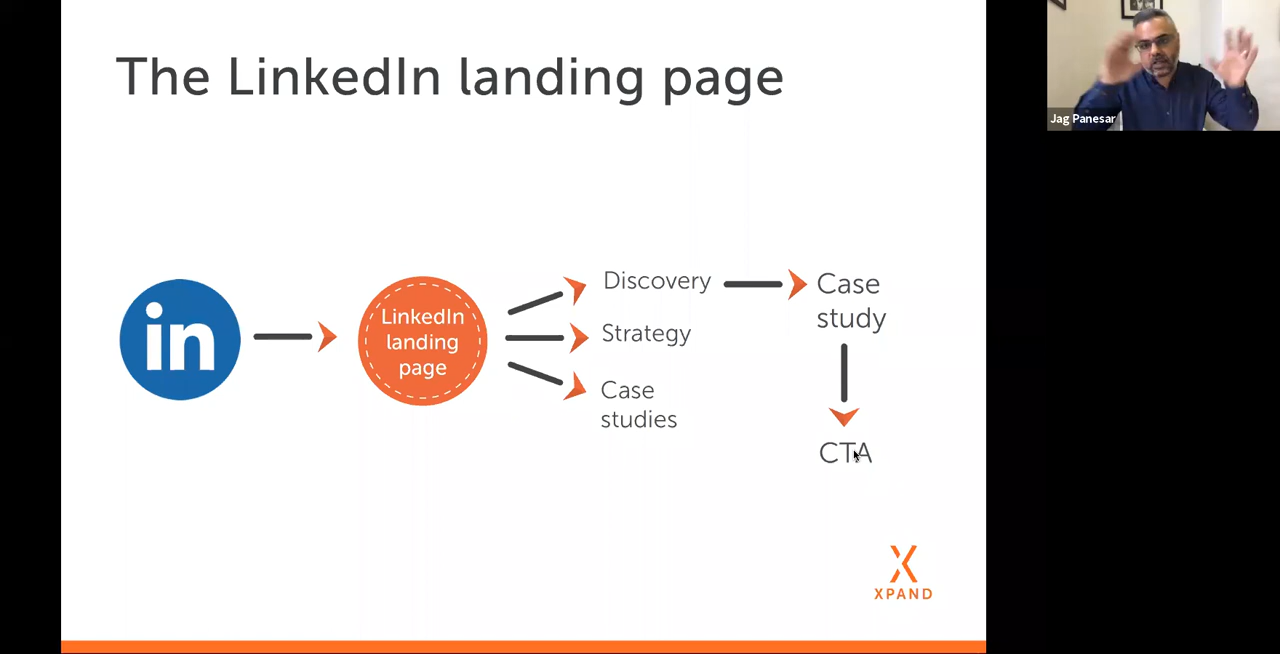 The LinkedIn landing page
Jag Panesar
in
LinkedIn
landing
page
Discovery
Strategy
Case
studies
Case
study
CTA
XPAND